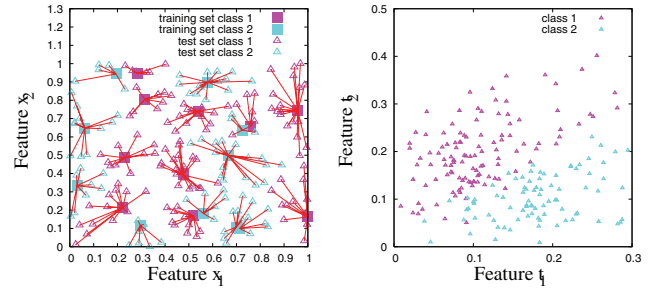 training set class 1
training set class 2
test set class 1
test set class 2
1.3
1.2
1.1
1
0.9
0.8
0.7
0.6
0.5
0.4
0.3
0.2
0.1
0
0 0.1 0.2 0.3 0.4 0.5 0.6 0.7 0.8 0.9 1
Feature x2
Feature x1
class 1
class 2
0.5
0.4
0.3
0.2
0.1
0
0 0.1 0.2 0.3
Feature t2
Feature t1